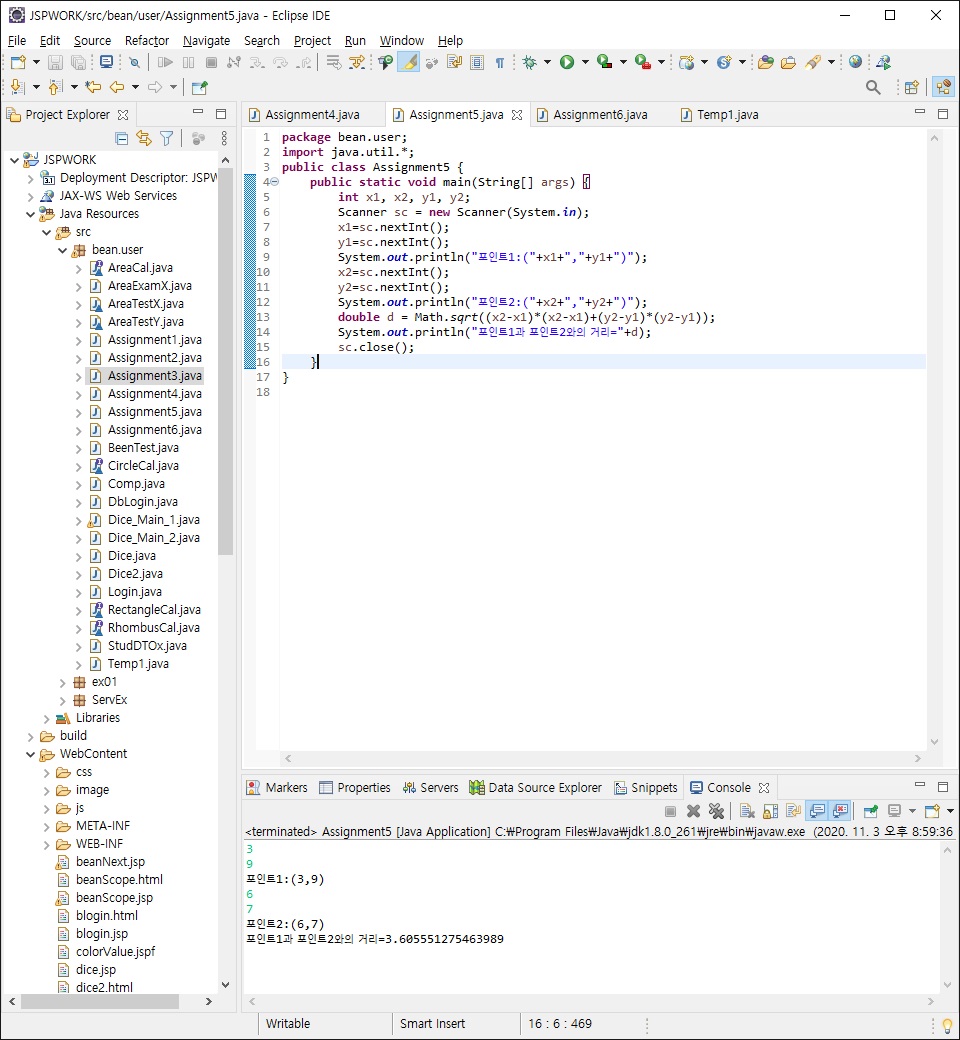 JSPWORK/src/bean/user/Assignment5.java - Eclipse IDE
File Edit Source Refactor Navigate Search Project Run Window Help
Project Explorer
JSPWORK
Deployment Descriptor: JSPW
JAX-WS Web Services
Java Resources
src
bean.user
AreaCal.java
AreaExamX.java
AreaTestX.java
AreaTestY.java
Assignment1.java
Assignment2.java
Assignment3.java
Assignment4.java
Assignment5.java
Assignment6.java
BeenTest.java
CircleCal.java
Comp.java
DbLogin.java
Dice_Main_1.java
Dice_Main_2.java
Dice.java
Dice2.java
Login.java
RectangleCal.java
RhombusCal.java
StudDTOx.java
Temp1.java
ex01
ServEx
Libraries
build
WebContent
css
image
js
META-INF
WEB-INF
beanNext.jsp
beanScope.html
beanScope.jsp
blogin.html
blogin.jsp
colorValue.jspf
dice.jsp
dice2.html
Assignment4.java Assignment5.java Assignment6.java Temp1.java
1 package bean.user;
2 import java.util.*;
3 public class Assignment5 {
4 public static void main(String[] args) {
5 int x1, x2, y1, y2;
6 Scanner sc = new Scanner(System.in);
7 x1=sc.nextInt();
8 y1=sc.nextInt();
9 System.out.println("포인트1:("+x1+","+y1+")");
10 x2=sc.nextInt();
11 y2=sc.nextInt();
12 System.out.println("포인트2:("+x2+","+y2+")");
13 double d = Math.sqrt((x2-x1)*(x2-x1)+(y2-y1)*(y2-y1));
14 System.out.println("포인트1과 포인트2와의 거리="+d);
15 sc.close();
16 }
17 }
18
Markers Properties Servers Data Source Explorer Snippets Console
<terminated> Assignment5 [Java Application] C:₩Program Files₩Java₩jdk1.8.0_261₩jre₩bin₩javaw.exe (2020. 11. 3 오후 8:59:36
3
9
포인트1:(3,9)
6
7
포인트2:(6,7)
포인트1과 포인트2와의 거리=3.605551275463989
Writable Smart Insert 16 : 6 : 469